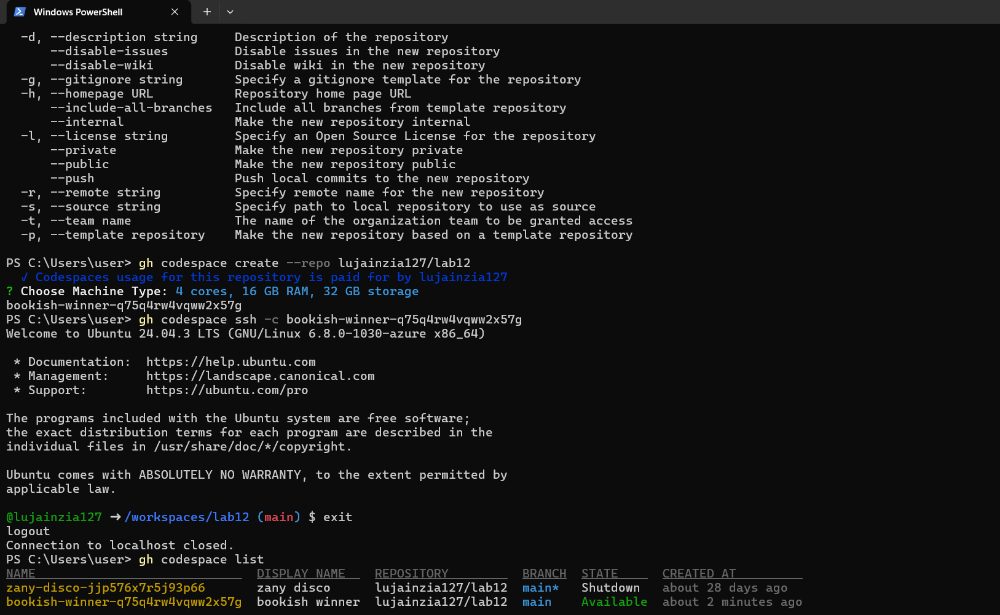 Windows PowerShell
-d, --description string     Description of the repository
    --disable-issues         Disable issues in the new repository
    --disable-wiki           Disable wiki in the new repository
-g, --gitignore string       Specify a gitignore template for the repository
-h, --homepage URL           Repository home page URL
    --include-all-branches   Include all branches from template repository
    --internal               Make the new repository internal
-l, --license string         Specify an Open Source License for the repository
    --private                Make the new repository private
    --public                 Make the new repository public
    --push                   Push local commits to the new repository
-r, --remote string          Specify remote name for the new repository
-s, --source string          Specify path to local repository to use as source
-t, --team name              The name of the organization team to be granted access
-p, --template repository    Make the new repository based on a template repository
PS C:\Users\user> gh codespace create --repo lujainzia127/lab12
  ✓ Codespaces usage for this repository is paid for by lujainzia127
? Choose Machine Type: 4 cores, 16 GB RAM, 32 GB storage
bookish-winner-q75q4rw4vqww2x57g
PS C:\Users\user> gh codespace ssh -c bookish-winner-q75q4rw4vqww2x57g
Welcome to Ubuntu 24.04.3 LTS (GNU/Linux 6.8.0-1030-azure x86_64)
 * Documentation:  https://help.ubuntu.com
 * Management:     https://landscape.canonical.com
 * Support:        https://ubuntu.com/pro
The programs included with the Ubuntu system are free software;
the exact distribution terms for each program are described in the
individual files in /usr/share/doc/*/copyright.
Ubuntu comes with ABSOLUTELY NO WARRANTY, to the extent permitted by
applicable law.
@lujainzia127 ➜ /workspaces/lab12 (main) $ exit
logout
Connection to localhost closed.
PS C:\Users\user> gh codespace list
NAME                              DISPLAY NAME    REPOSITORY          BRANCH  STATE      CREATED AT
zany-disco-jjp576x7r5j93p66       zany disco      lujainzia127/lab12  main*   Shutdown   about 28 days ago
bookish-winner-q75q4rw4vqww2x57g  bookish winner  lujainzia127/lab12  main    Available  about 2 minutes ago